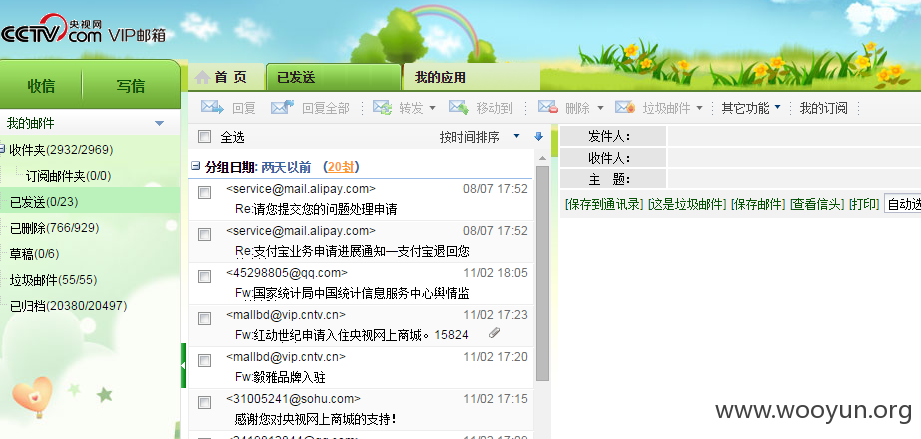 CCTV.com 央视网 VIP邮箱
收信 写信
首 页 已发送 我的应用
回复 回复全部 转发 移动到 删除 垃圾邮件 其它功能 我的订阅
我的邮件
收件夹(2932/2969)
订阅邮件夹(0/0)
已发送(0/23)
已删除(766/929)
草稿(0/6)
垃圾邮件(55/55)
已归档(20380/20497)
全选 按时间排序
分组日期: 两天以前 (20封)
<service@mail.alipay.com> 08/07 17:52
Re:请您提交您的问题处理申请
<service@mail.alipay.com> 08/07 17:52
Re:支付宝业务申请进展通知—支付宝退回您
<45298805@qq.com> 11/02 18:05
Fw:国家统计局中国统计信息服务中心舆情监
<mallbd@vip.cntv.cn> 11/02 17:23
Fw:红动世纪申请入住央视网上商城。15824
<mallbd@vip.cntv.cn> 11/02 17:20
Fw:毅雅品牌入驻
<31005241@sohu.com> 11/02 17:15
感谢您对央视网上商城的支持!
发件人:
收件人:
主 题:
[保存到通讯录] [这是垃圾邮件] [保存邮件] [查看信头] [打印] 自动选
www.wooyun.org